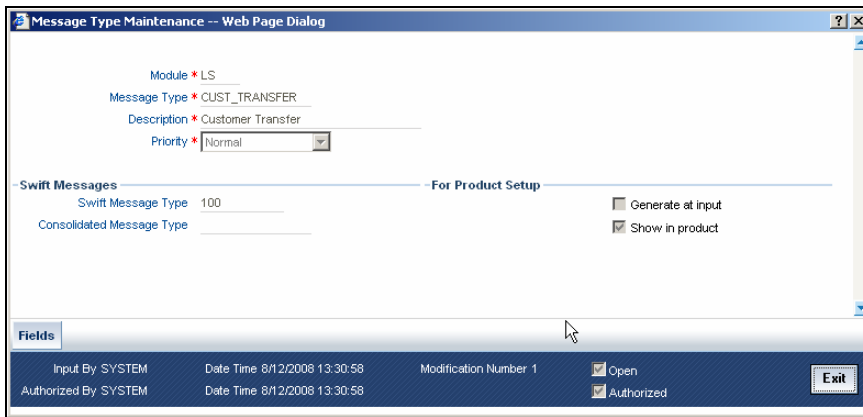 Message Type Maintenance -- Web Page Dialog
Module * LS
Message Type * CUST_TRANSFER
Description * Customer Transfer
Priority * Normal
Swift Messages
For Product Setup
Swift Message Type 100
Generate at input
Consolidated Message Type
Show in product
Fields
Input By SYSTEM Date Time 8/12/2008 13:30:58 Modification Number 1 Open
Authorized By SYSTEM Date Time 8/12/2008 13:30:58 Authorized
Exit